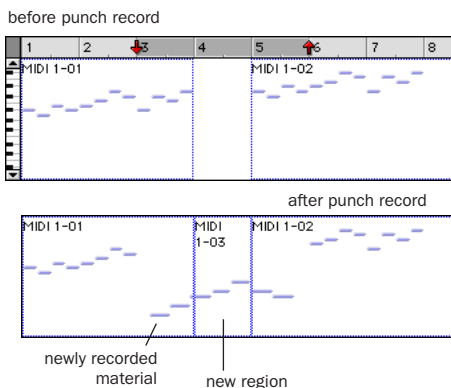 before punch record
1 2 3 4 5 6 7 8
MIDI 1-01 MIDI 1-02
after punch record
MIDI 1-01 MIDI 1-03 MIDI 1-02
newly recorded material
new region